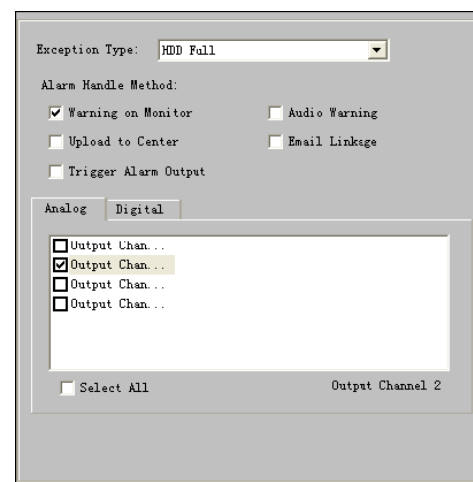 Exception Type: HDD Full
Alarm Handle Method:
Warning on Monitor Audio Warning
Upload to Center Email Linkage
Trigger Alarm Output
Analog Digital
Output Chan...
Output Chan...
Output Chan...
Output Chan...
Select All Output Channel 2